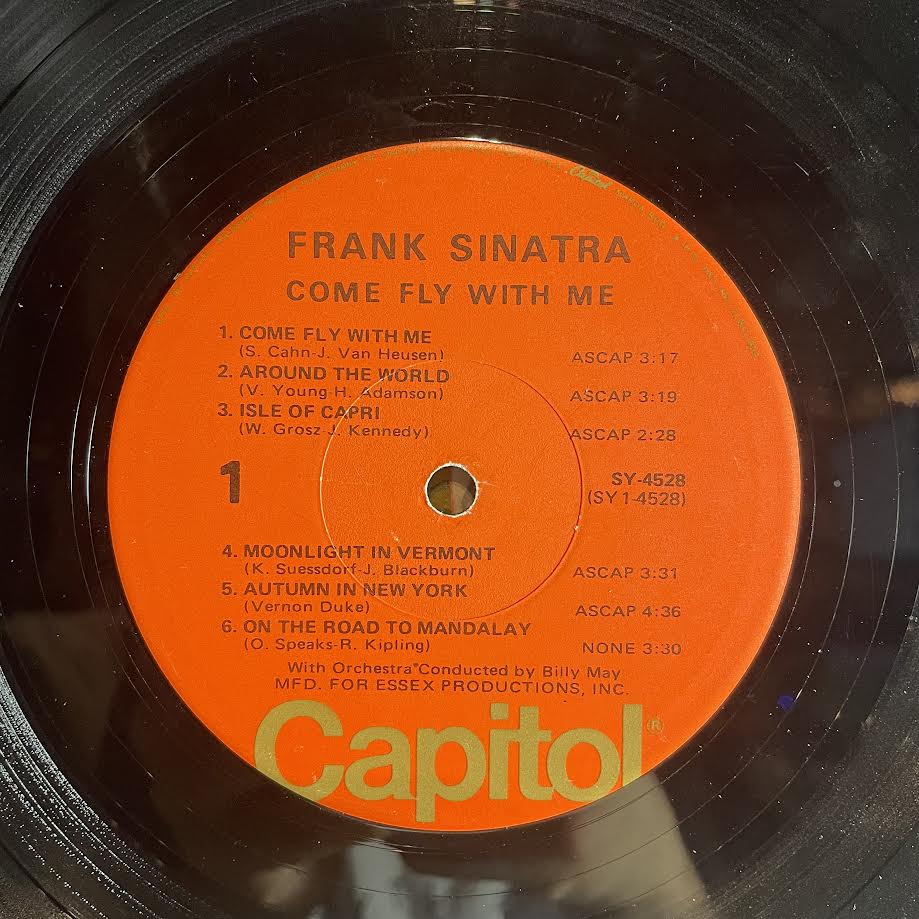 Capitol
FRANK SINATRA
COME FLY WITH ME
1. COME FLY WITH ME
(S. Cahn-J. Van Heusen) ASCAP 3:17
2. AROUND THE WORLD
(V. Young-H. Adamson) ASCAP 3:19
3. ISLE OF CAPRI
(W. Grosz-J. Kennedy) ASCAP 2:28
1 SY-4528
(SY1-4528)
4. MOONLIGHT IN VERMONT
(K. Suessdorf-J. Blackburn) ASCAP 3:31
5. AUTUMN IN NEW YORK
(Vernon Duke) ASCAP 4:36
6. ON THE ROAD TO MANDALAY
(O. Speaks-R. Kipling) NONE 3:30
With Orchestra Conducted by Billy May
MFD. FOR ESSEX PRODUCTIONS, INC.
Capitol®